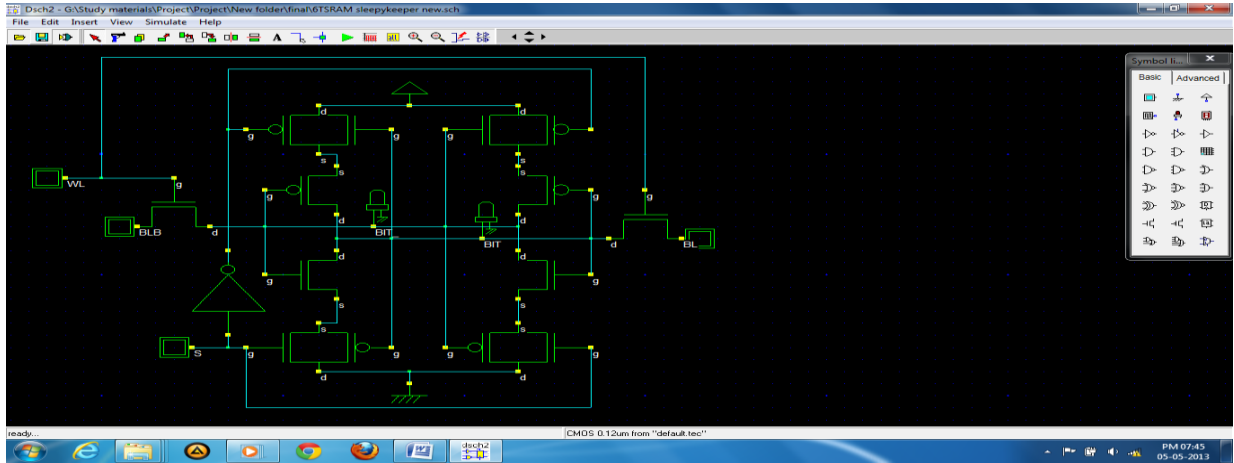 Dsch2 - G:\Study materials\Project\Project\New folder\final\6TSRAM sleepykeeper new.sch
File Edit Insert View Simulate Help
Symbol li...
Basic Advanced
d d
g g g g
s s
WL g s s g
g g
BLB d BIT_ d d BIT d BL
d d
g g
s s
s s
S g g g g
d d
ready... CMOS 0.12um from "default.tec"
dsch2
PM 07:45
05-05-2013